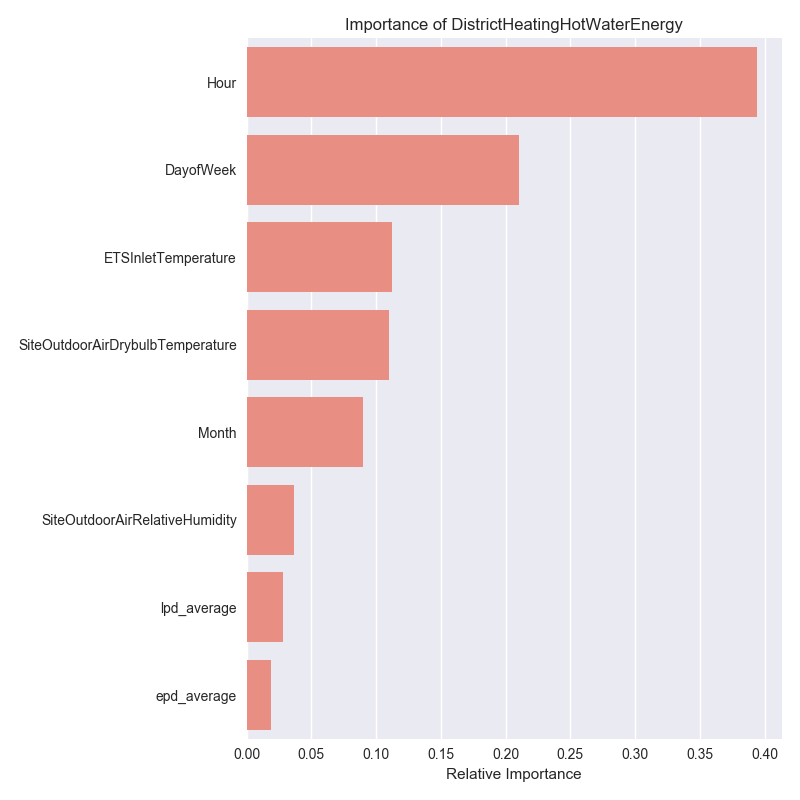 Importance of DistrictHeatingHotWaterEnergy
Hour
DayofWeek
ETSInletTemperature
SiteOutdoorAirDrybulbTemperature
Month
SiteOutdoorAirRelativeHumidity
lpd_average
epd_average
0.00 0.05 0.10 0.15 0.20 0.25 0.30 0.35 0.40
Relative Importance